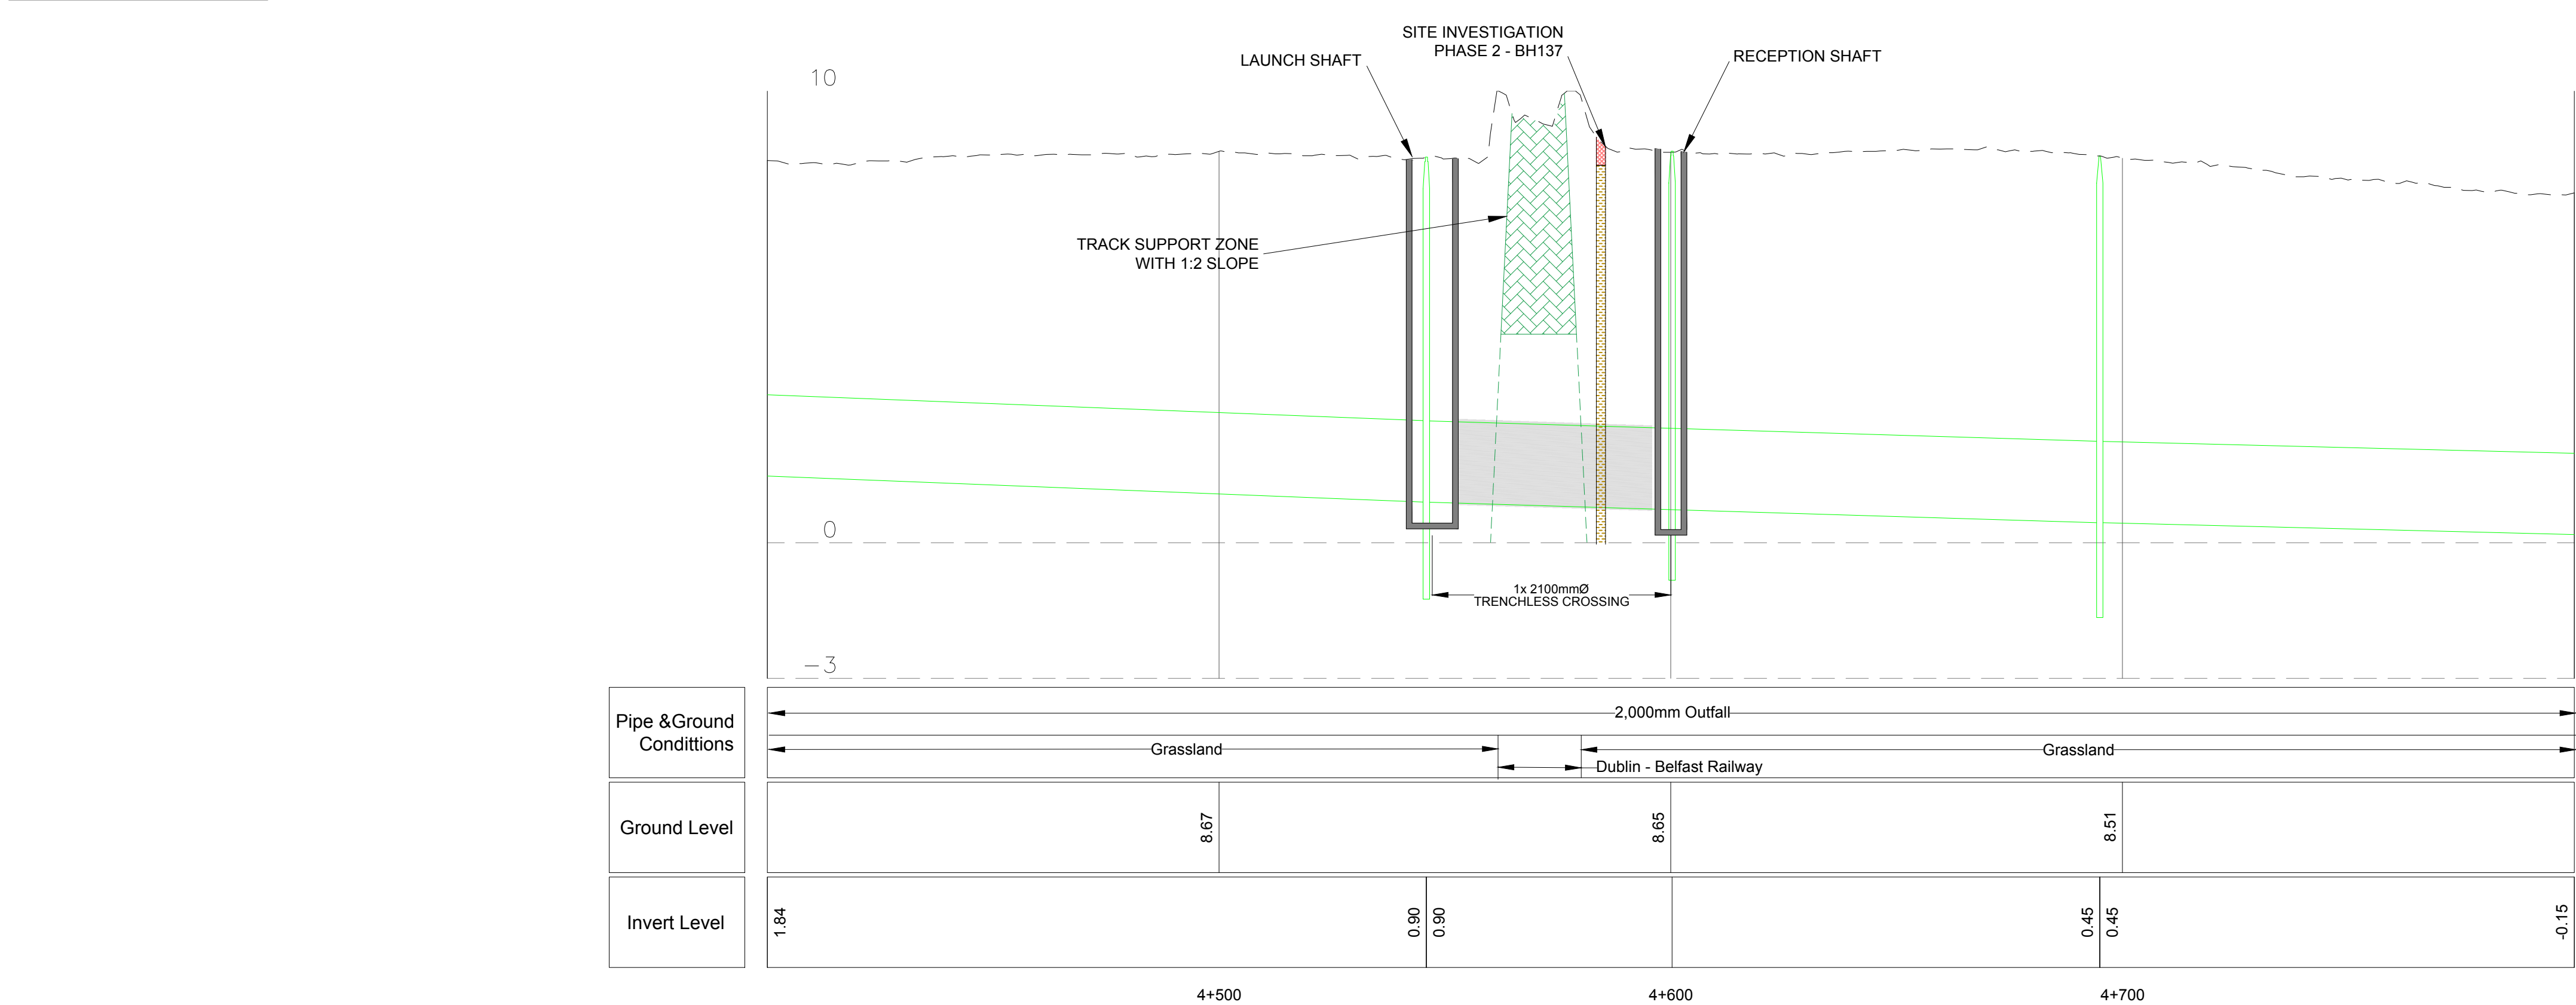 SITE INVESTIGATION
PHASE 2 - BH137
LAUNCH SHAFT
RECEPTION SHAFT
10
TRACK SUPPORT ZONE
WITH 1:2 SLOPE
0
1x 2100mmØ
TRENCHLESS CROSSING
-3
Pipe &Ground
Condittions
2,000mm Outfall
Grassland
Grassland
Dublin - Belfast Railway
Ground Level
8.67
8.65
8.51
Invert Level
1.84
0.90
0.90
0.45
0.45
-0.15
4+500
4+600
4+700